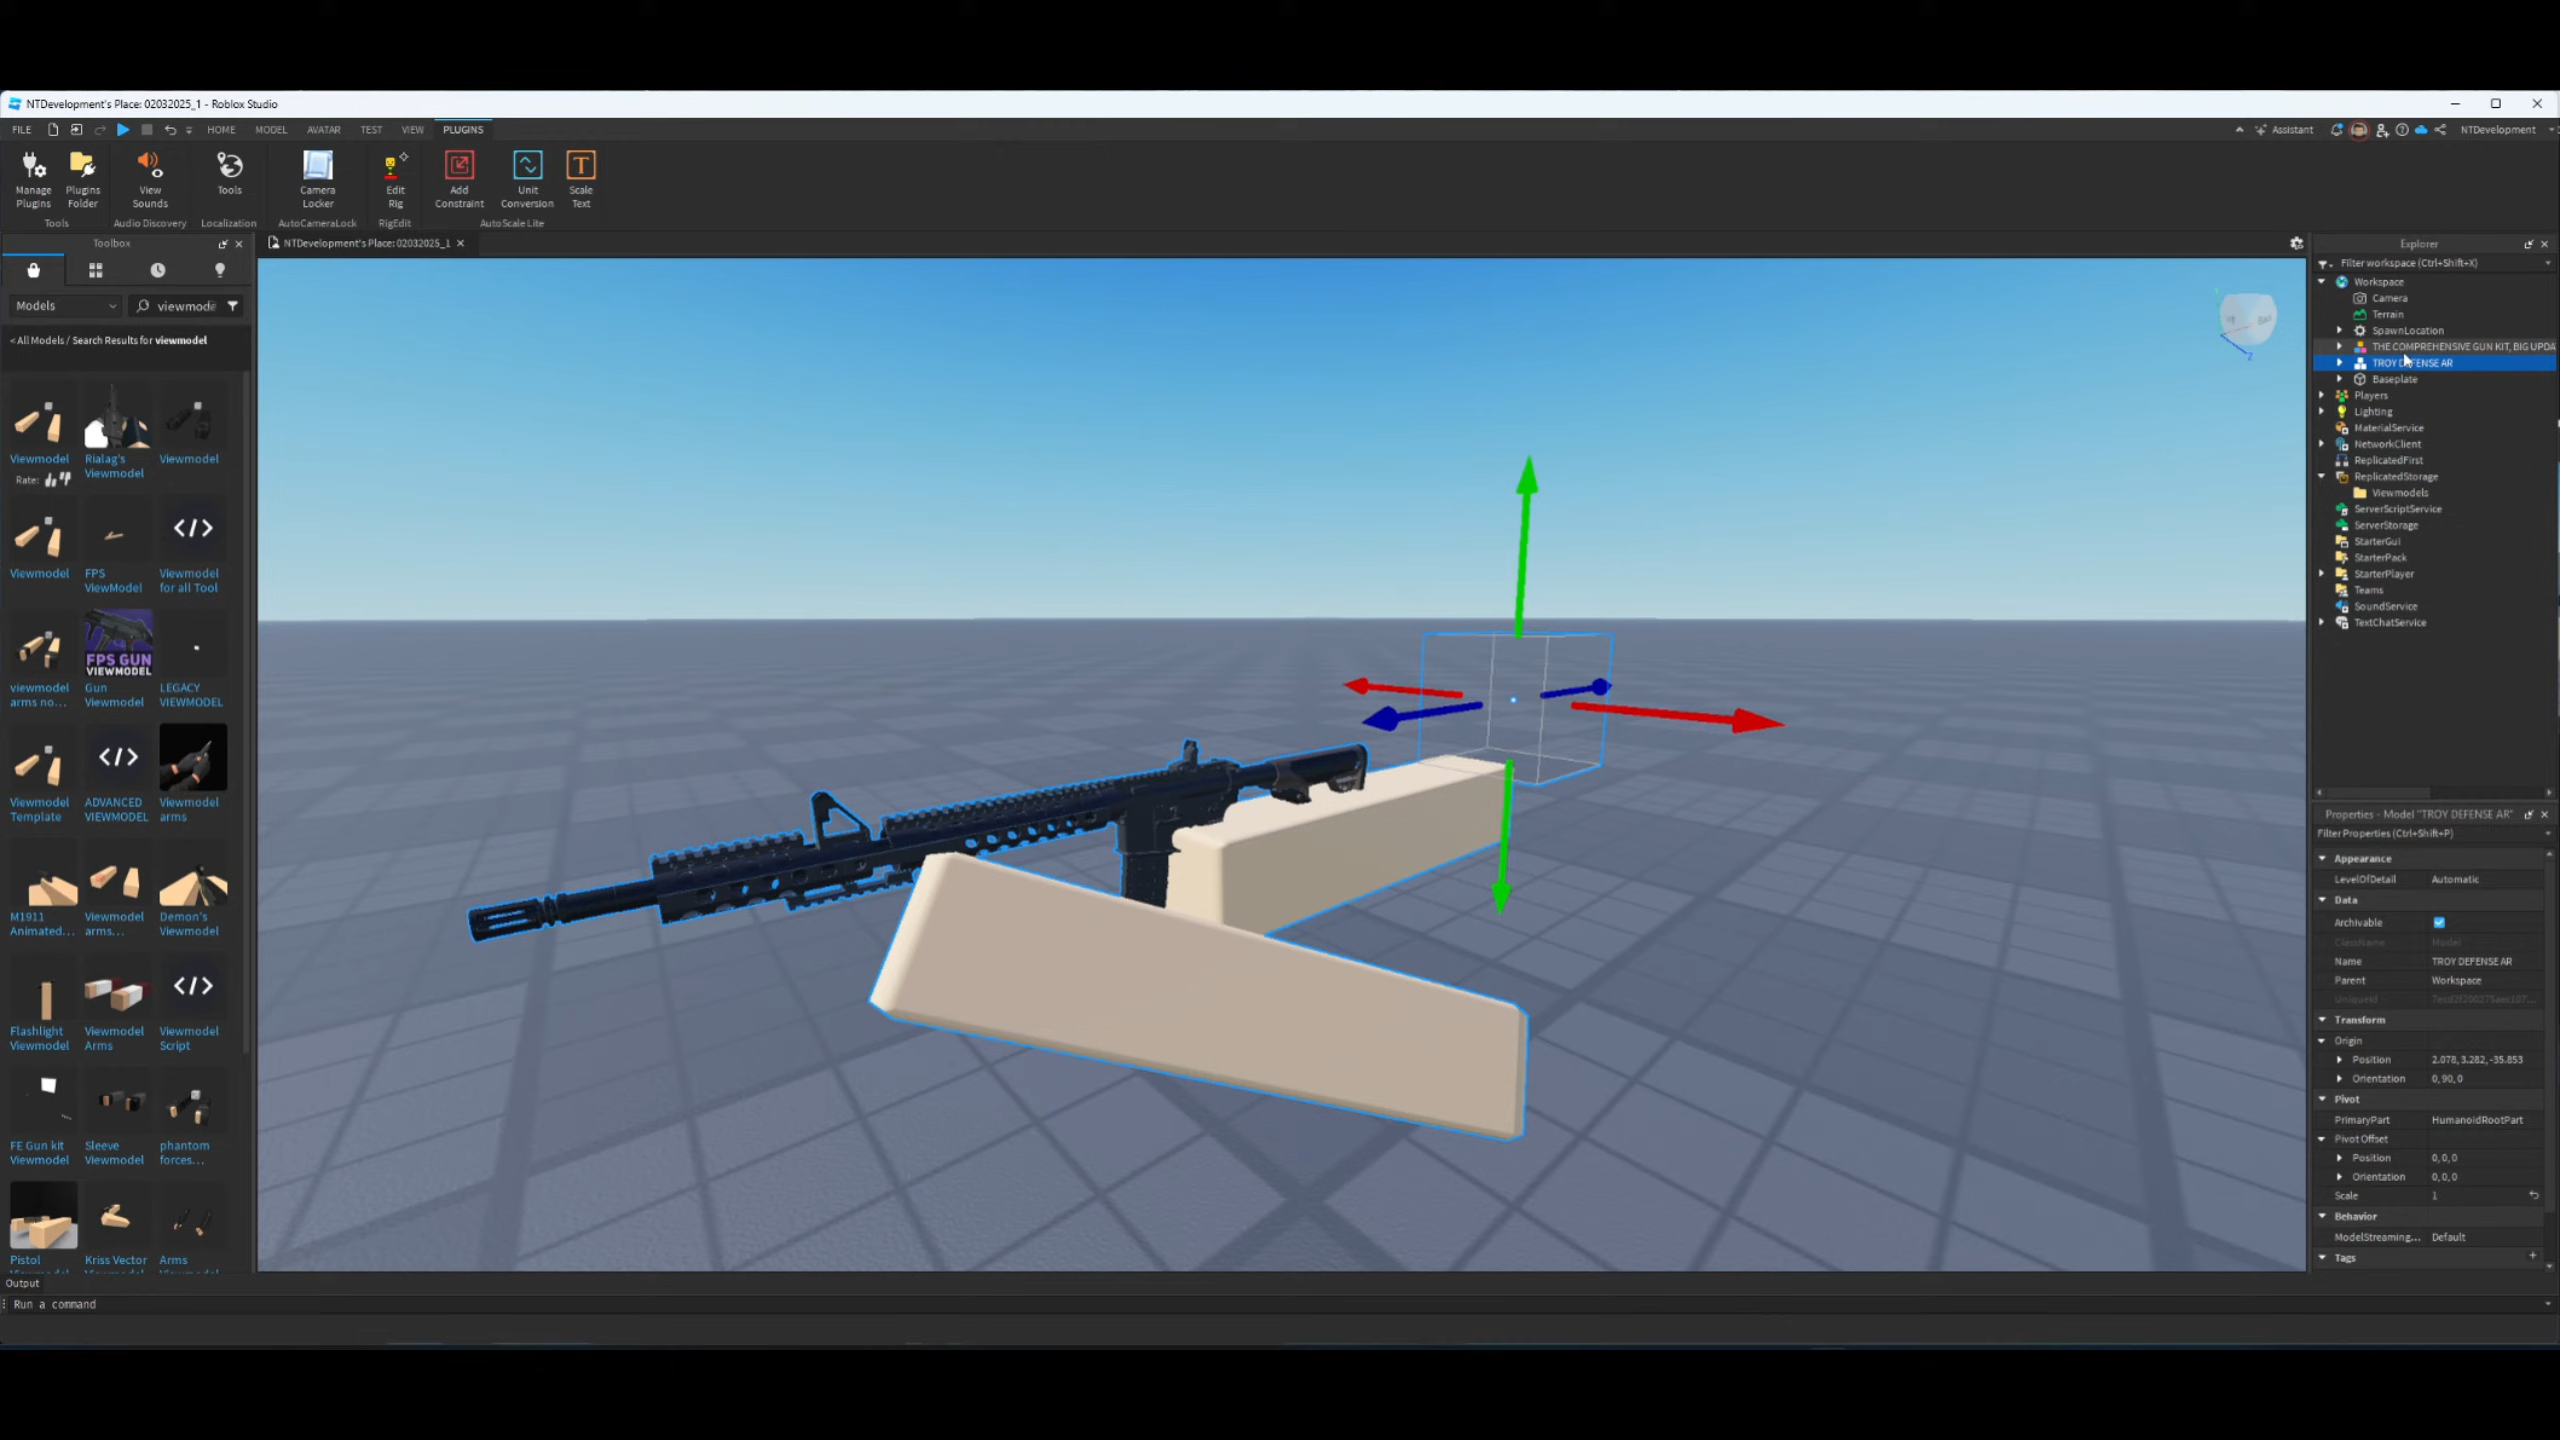 NTDevelopment's Place: 02032025_1 - Roblox Studio
FILE HOME MODEL AVATAR TEST VIEW PLUGINS Assistant NTDevelopment
Manage Plugins
Plugins Folder
View Sounds
Tools
Camera Locker
Edit Rig
Add Constraint
Unit Conversion
Scale Text
Tools Audio Discovery Localization AutoCameraLock RigEdit AutoScale Lite
Toolbox
NTDevelopment's Place: 02032025_1
Models
viewmode
< All Models / Search Results for viewmodel
Viewmodel
Rialag's Viewmodel
Viewmodel
Rate:
Viewmodel
FPS ViewModel
Viewmodel for all Tool
FPS GUN
VIEWMODEL
viewmodel arms no...
Gun Viewmodel
LEGACY VIEWMODEL
Viewmodel Template
ADVANCED VIEWMODEL
Viewmodel arms
M1911 Animated...
Viewmodel arms...
Demon's Viewmodel
Flashlight Viewmodel
Viewmodel Arms
Viewmodel Script
FE Gun kit Viewmodel
Sleeve Viewmodel
phantom forces...
Pistol
Kriss Vector
Arms
Output
Run a command
Explorer
Filter workspace (Ctrl+Shift+X)
Workspace
Camera
Terrain
SpawnLocation
THE COMPREHENSIVE GUN KIT, BIG UPDA
TROY DEFENSE AR
Baseplate
Players
Lighting
MaterialService
NetworkClient
ReplicatedFirst
ReplicatedStorage
Viewmodels
ServerScriptService
ServerStorage
StarterGui
StarterPack
StarterPlayer
Teams
SoundService
TextChatService
Properties - Model "TROY DEFENSE AR"
Filter Properties (Ctrl+Shift+P)
Appearance
LevelOfDetail Automatic
Data
Archivable
ClassName Model
Name TROY DEFENSE AR
Parent Workspace
UniqueId
Transform
Origin
Position 2.078, 3.282, -35.853
Orientation 0, 90, 0
Pivot
PrimaryPart HumanoidRootPart
Pivot Offset
Position 0, 0, 0
Orientation 0, 0, 0
Scale 1
Behavior
ModelStreaming... Default
Tags